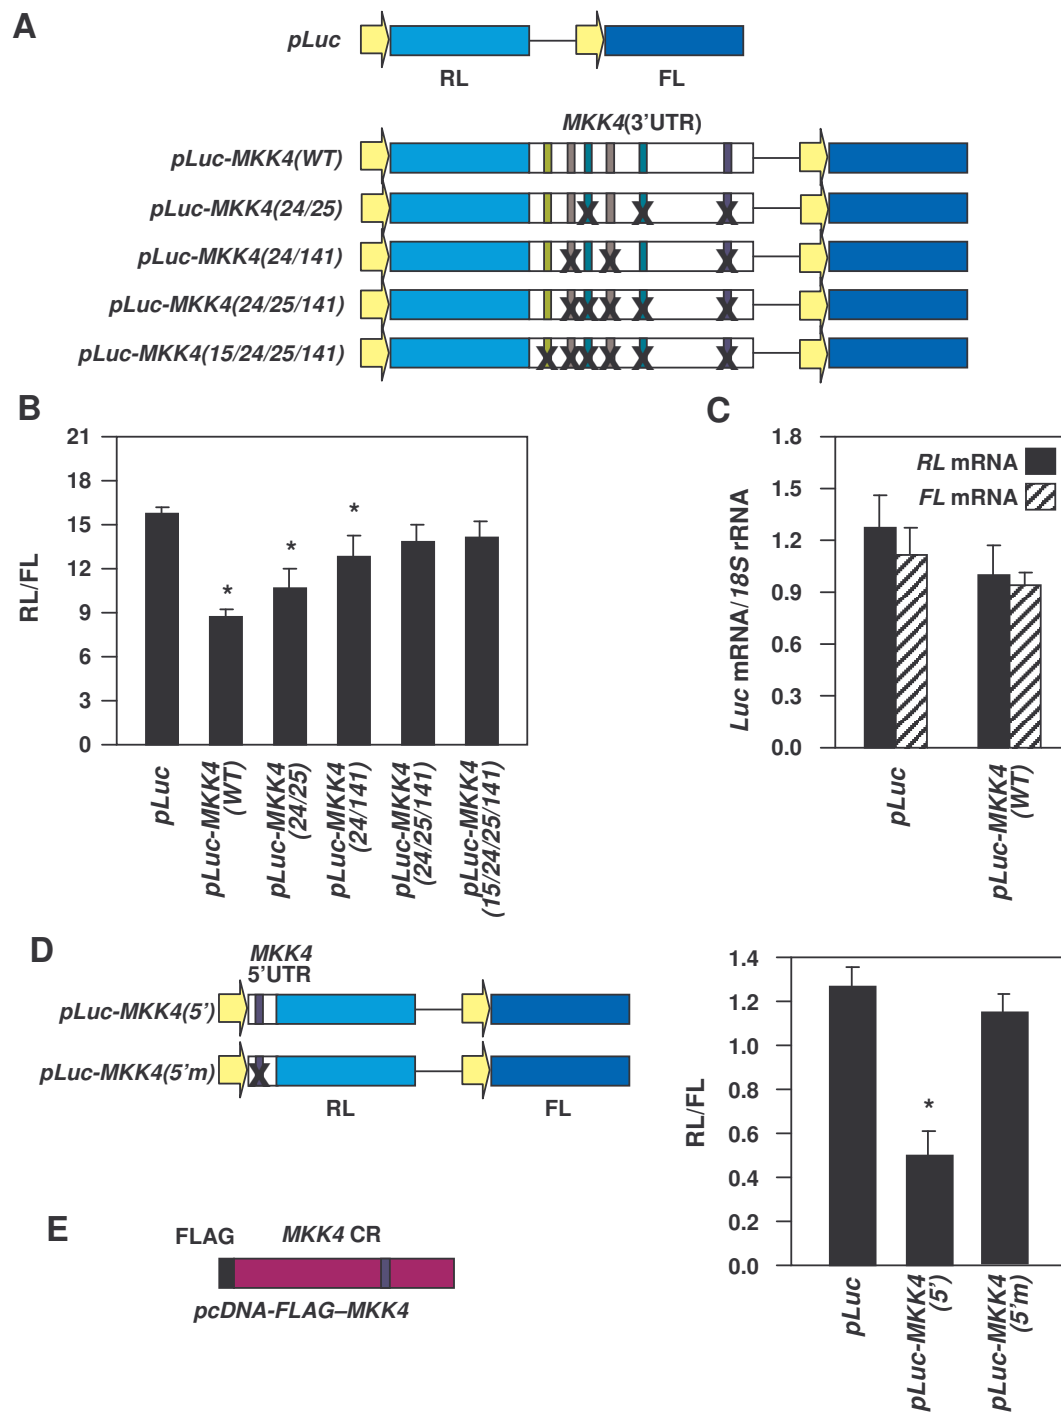 A
pLuc
RL
FL
MKK4(3'UTR)
pLuc-MKK4(WT)
pLuc-MKK4(24/25)
pLuc-MKK4(24/141)
pLuc-MKK4(24/25/141)
pLuc-MKK4(15/24/25/141)
B
21
18
15
12
9
6
3
0
RL/FL
*
*
*
pLuc
pLuc-MKK4
(WT)
pLuc-MKK4
(24/25)
pLuc-MKK4
(24/141)
pLuc-MKK4
(24/25/141)
pLuc-MKK4
(15/24/25/141)
C
1.8
1.5
1.2
0.9
0.6
0.3
0.0
Luc mRNA/18S rRNA
RL mRNA
FL mRNA
pLuc
pLuc-MKK4
(WT)
D
MKK4
5'UTR
pLuc-MKK4(5')
pLuc-MKK4(5'm)
RL
FL
1.4
1.2
1.0
0.8
0.6
0.4
0.2
0.0
RL/FL
*
pLuc
pLuc-MKK4
(5')
pLuc-MKK4
(5'm)
E
FLAG
MKK4 CR
pcDNA-FLAG–MKK4